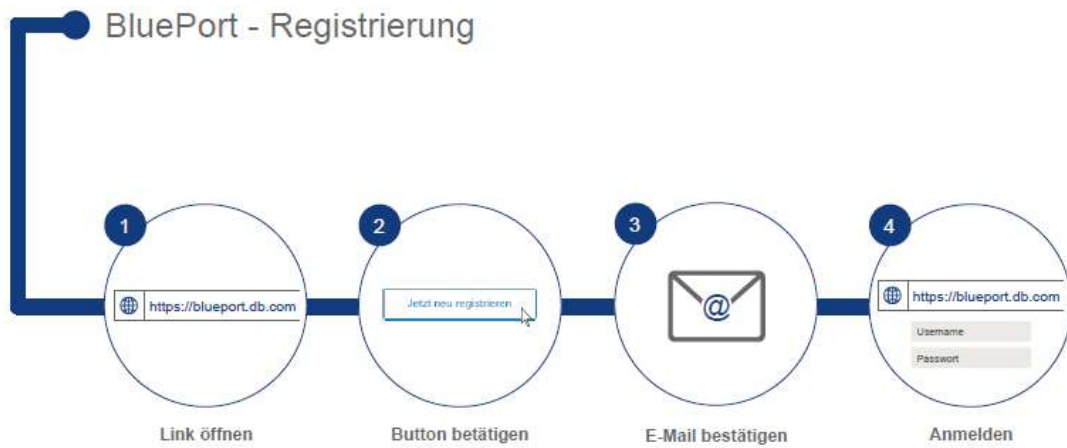 BluePort - Registrierung
1
https://blueport.db.com
Link öffnen
2
Jetzt neu registrieren
Button betätigen
3
@
E-Mail bestätigen
4
https://blueport.db.com
Username
Passwort
Anmelden